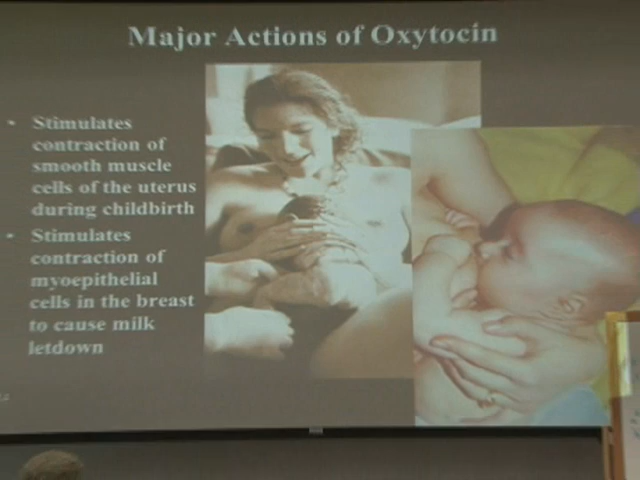 Major Actions of Oxytocin
• Stimulates
contraction of
smooth muscle
cells of the uterus
during childbirth
• Stimulates
contraction of
myoepithelial
cells in the breast
to cause milk
letdown